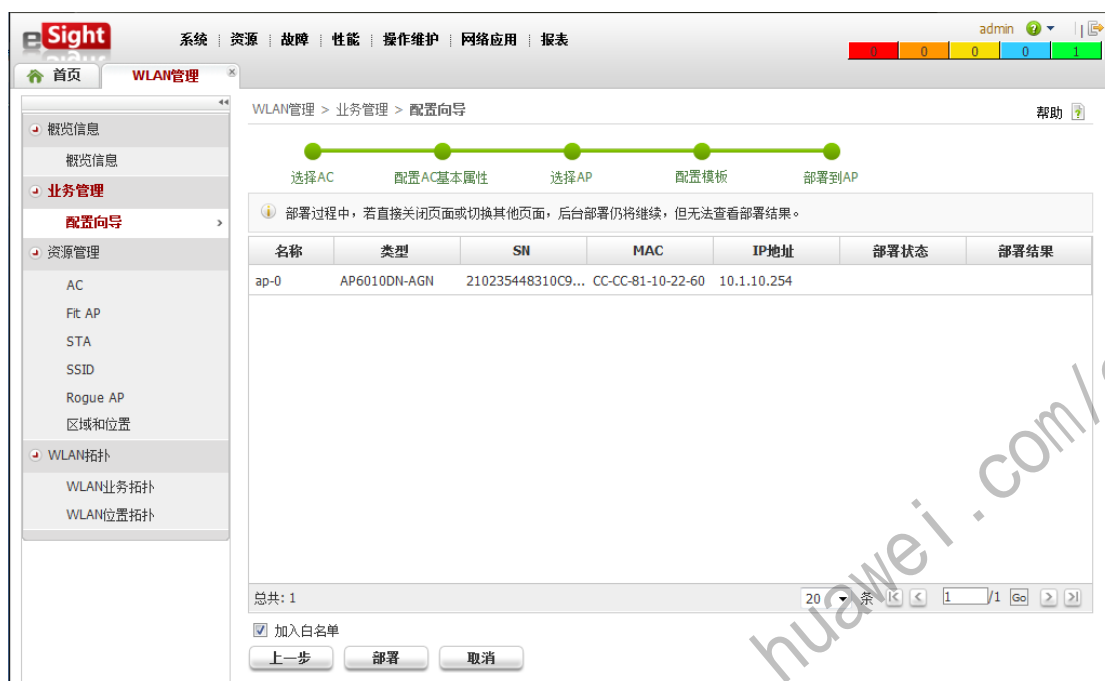 eSight
系统 资源 故障 性能 操作维护 网络应用 报表
admin
0 0 0 0 1
首页 WLAN管理
WLAN管理 > 业务管理 > 配置向导
帮助
概览信息
概览信息
业务管理
配置向导
资源管理
AC
Fit AP
STA
SSID
Rogue AP
区域和位置
WLAN拓扑
WLAN业务拓扑
WLAN位置拓扑
选择AC 配置AC基本属性 选择AP 配置模板 部署到AP
部署过程中，若直接关闭页面或切换其他页面，后台部署仍将继续，但无法查看部署结果。
名称 类型 SN MAC IP地址 部署状态 部署结果
ap-0 AP6010DN-AGN 210235448310C9... CC-CC-81-10-22-60 10.1.10.254
总共: 1
20 条 1 /1 Go
加入白名单
上一步 部署 取消
huawei.com/